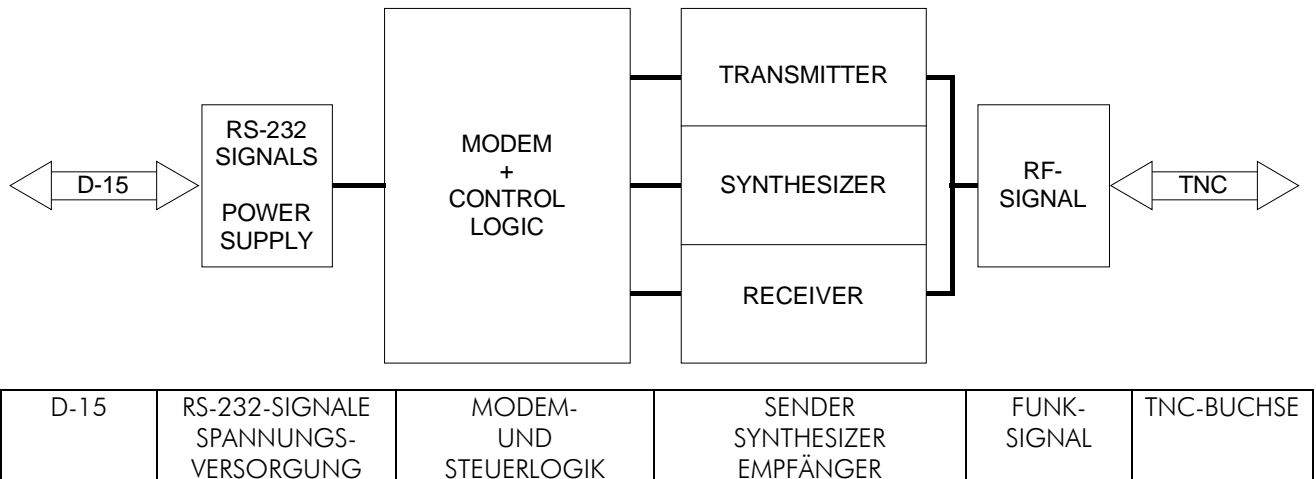 D-15
RS-232
SIGNALS
POWER
SUPPLY
MODEM
+
CONTROL
LOGIC
TRANSMITTER
SYNTHESIZER
RECEIVER
RF-
SIGNAL
TNC
D-15
RS-232-SIGNALE
SPANNUNGS-
VERSORGUNG
MODEM-
UND
STEUERLOGIK
SENDER
SYNTHESIZER
EMPFÄNGER
FUNK-
SIGNAL
TNC-BUCHSE